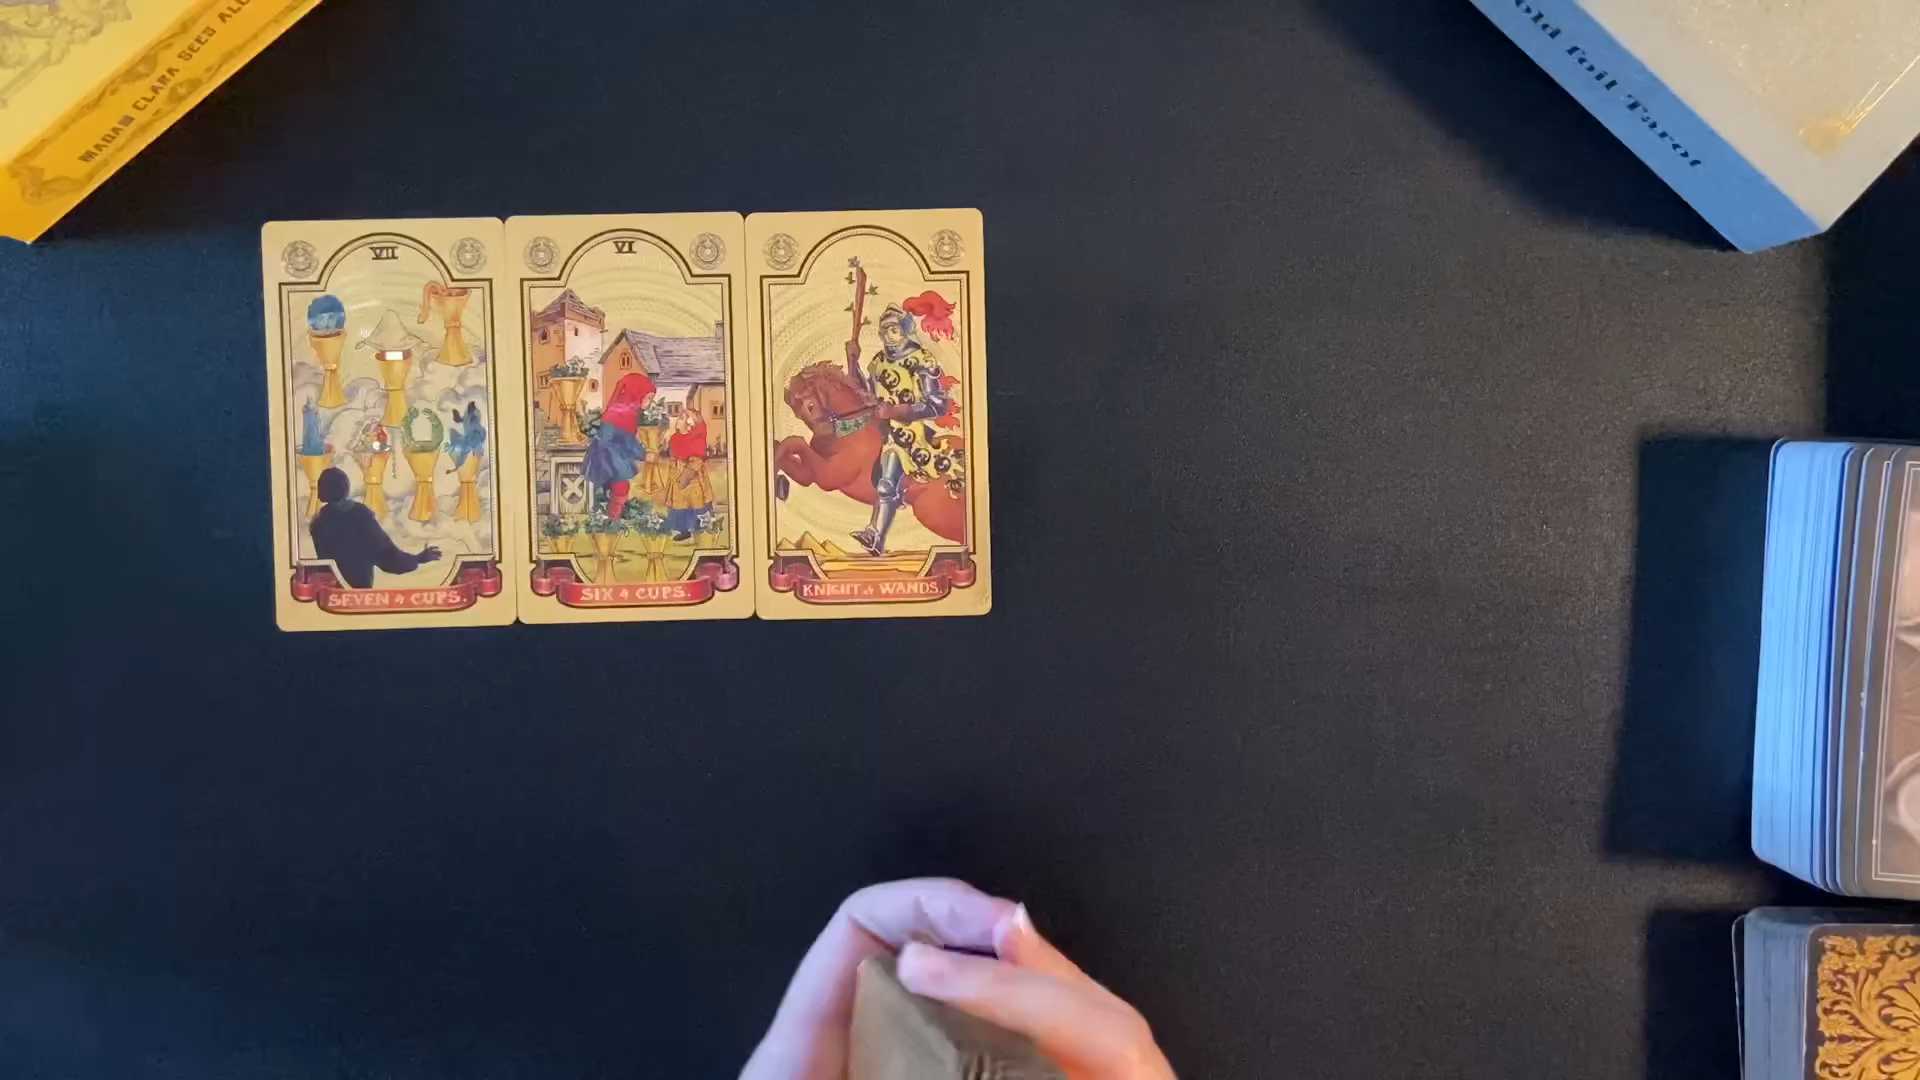 MADAM CLARA SEES ALL
old foil Tarot
VII
VI
SEVEN of CUPS.
SIX of CUPS.
KNIGHT of WANDS.